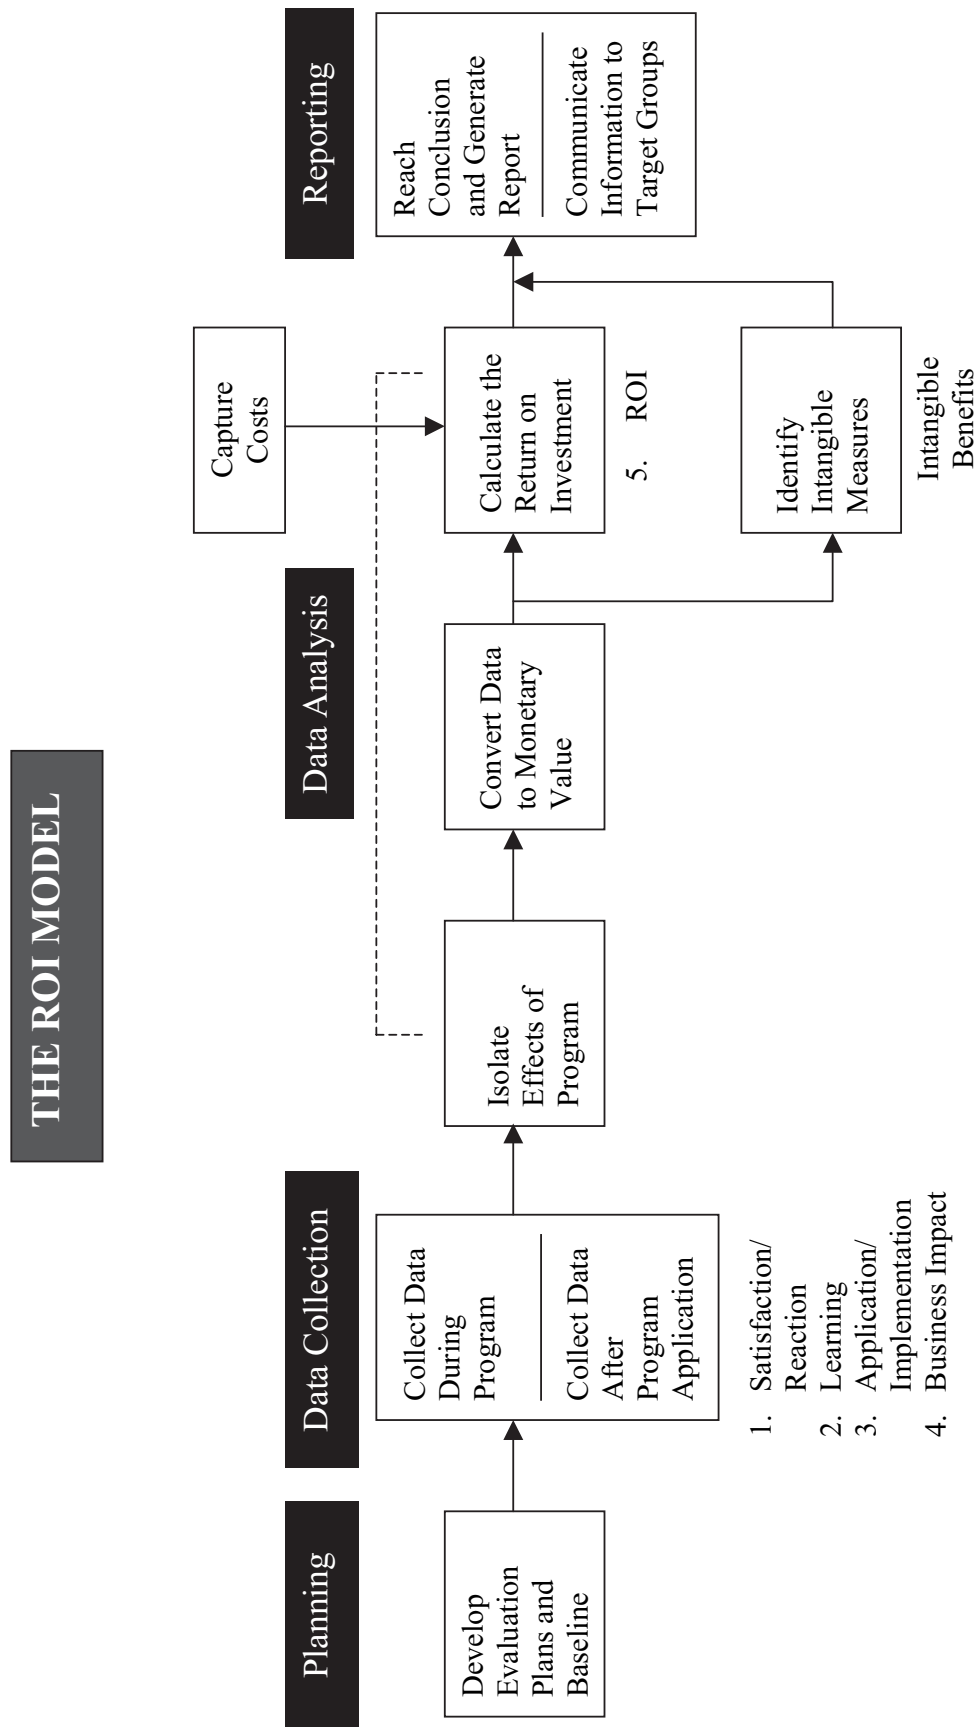 THE ROI MODEL
Planning
Data Collection
Data Analysis
Reporting
Develop
Evaluation
Plans and
Baseline
Collect Data
During
Program
Collect Data
After
Program
Application
1. Satisfaction/
Reaction
2. Learning
3. Application/
Implementation
4. Business Impact
Isolate
Effects of
Program
Convert Data
to Monetary
Value
Capture
Costs
Calculate the
Return on
Investment
5. ROI
Identify
Intangible
Measures
Intangible
Benefits
Reach
Conclusion
and Generate
Report
Communicate
Information to
Target Groups